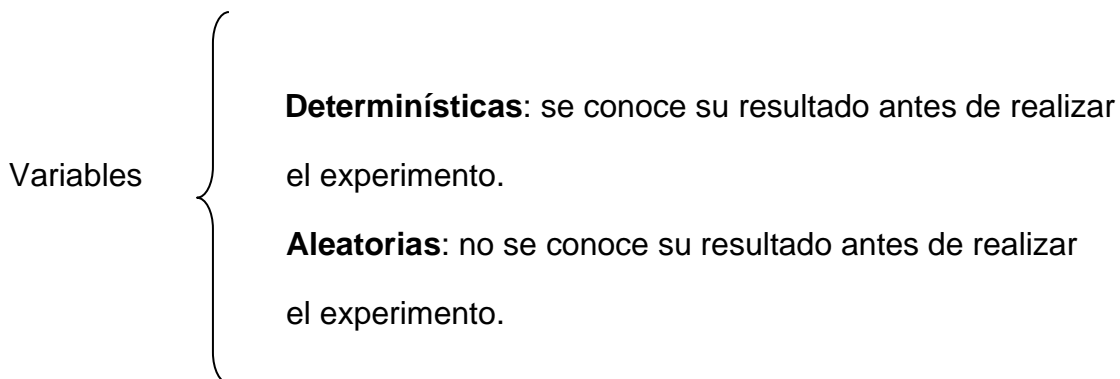 Determinísticas: se conoce su resultado antes de realizar
Variables
el experimento.
Aleatorias: no se conoce su resultado antes de realizar
el experimento.